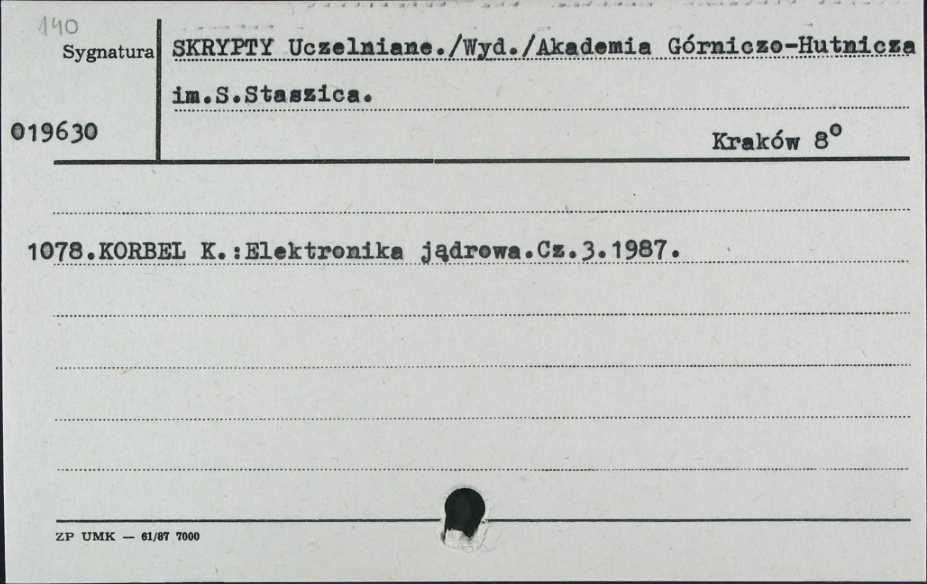 140
Sygnatura
SKRYPTY Uczelniane./Wyd./Akademia Górniczo-Hutnicza
im.S.Staszica.
019630
Kraków 8o
1078.KORBEL K.:Elektronika jądrowa.Cz.3.1987.
ZP UMK — 61/87 7000